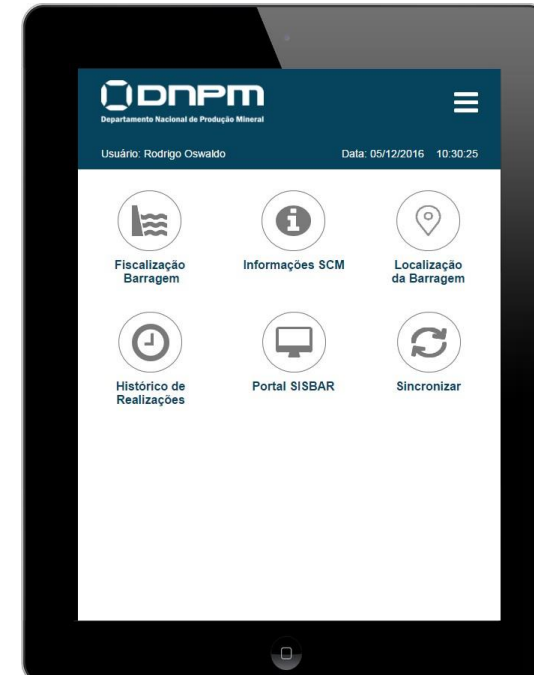 DNPM
Departamento Nacional de Produção Mineral
Usuário: Rodrigo Oswaldo Data: 05/12/2016 10:30:25
Fiscalização
Barragem
Informações SCM
Localização
da Barragem
Histórico de
Realizações
Portal SISBAR
Sincronizar